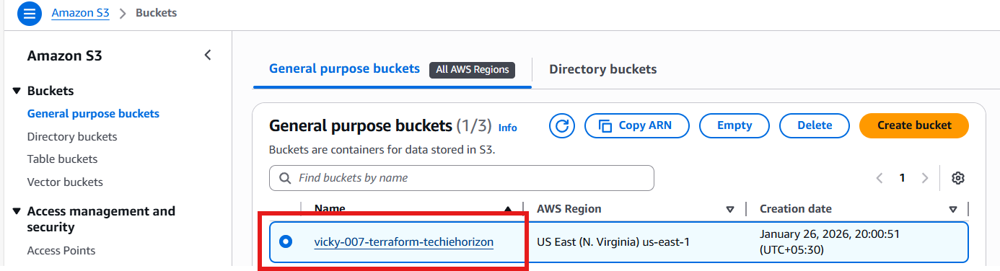 Amazon S3 > Buckets
Amazon S3
Buckets
General purpose buckets
Directory buckets
Table buckets
Vector buckets
Access management and
security
Access Points
General purpose buckets All AWS Regions Directory buckets
General purpose buckets (1/3) Info Copy ARN Empty Delete Create bucket
Buckets are containers for data stored in S3.
Find buckets by name 1
Name AWS Region Creation date
vicky-007-terraform-techiehorizon US East (N. Virginia) us-east-1 January 26, 2026, 20:00:51
(UTC+05:30)